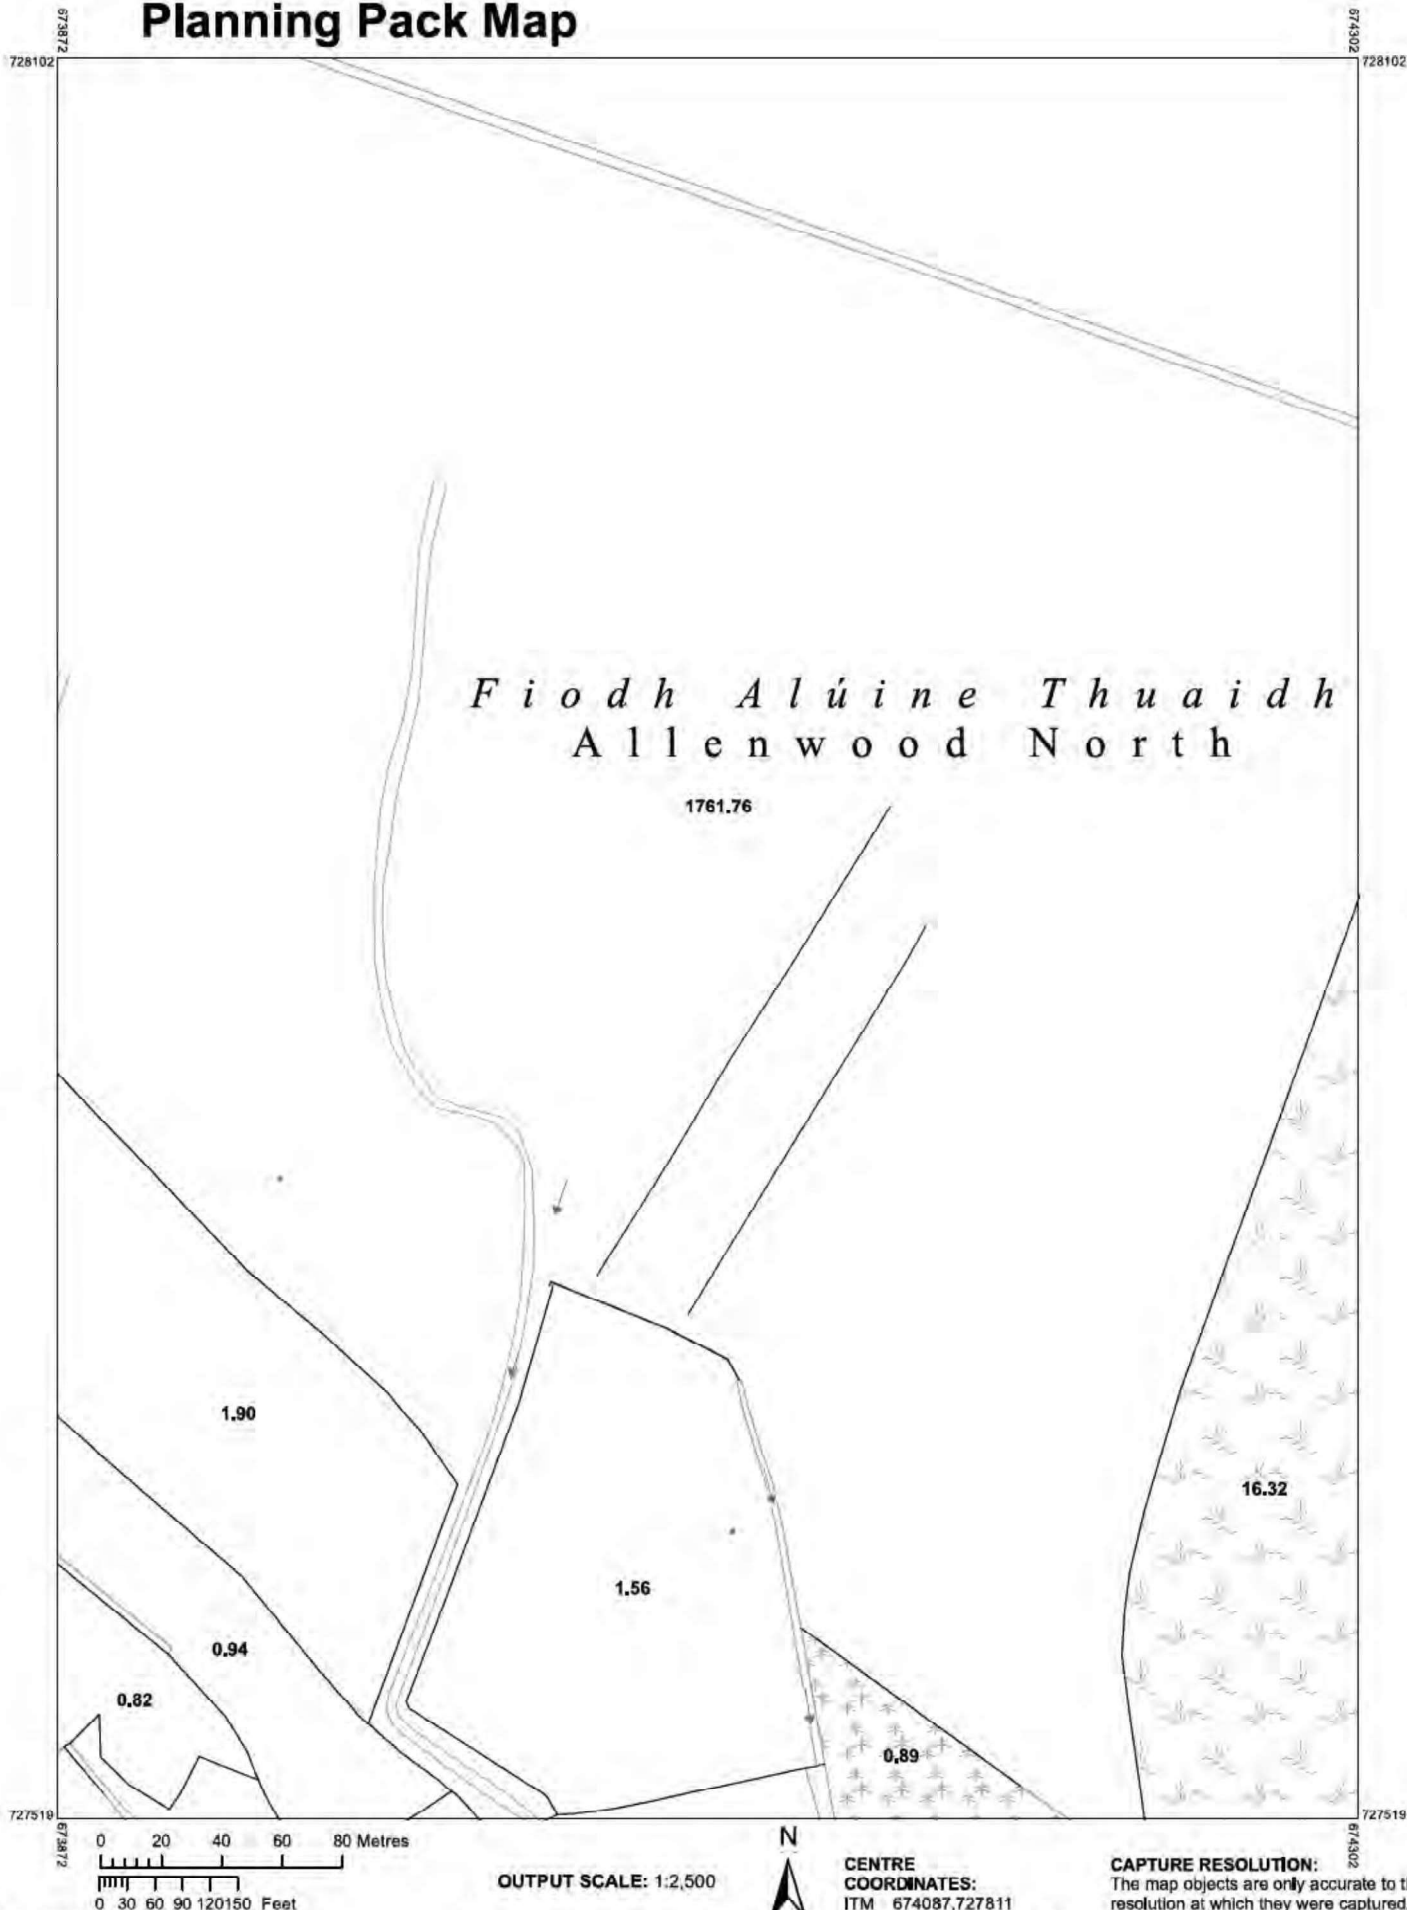 Planning Pack Map
673872
674302
728102
728102
Fiodh Alúine Thuaidh
Allenwood North
1761.76
1.90
16.32
1.56
0.94
0.82
0.89
727519
727519
673872
674302
0 20 40 60 80 Metres
0 30 60 90 120150 Feet
OUTPUT SCALE: 1:2,500
N
CENTRE
COORDINATES:
ITM 674087,727811
CAPTURE RESOLUTION:
The map objects are only accurate to
resolution at which they were captured